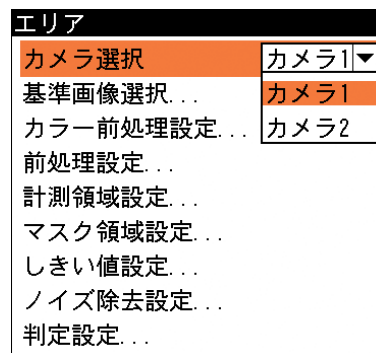 エリア
カメラ選択 カメラ1▼
基準画像選択... カメラ1
カラー前処理設定... カメラ2
前処理設定...
計測領域設定...
マスク領域設定...
しきい値設定...
ノイズ除去設定...
判定設定...